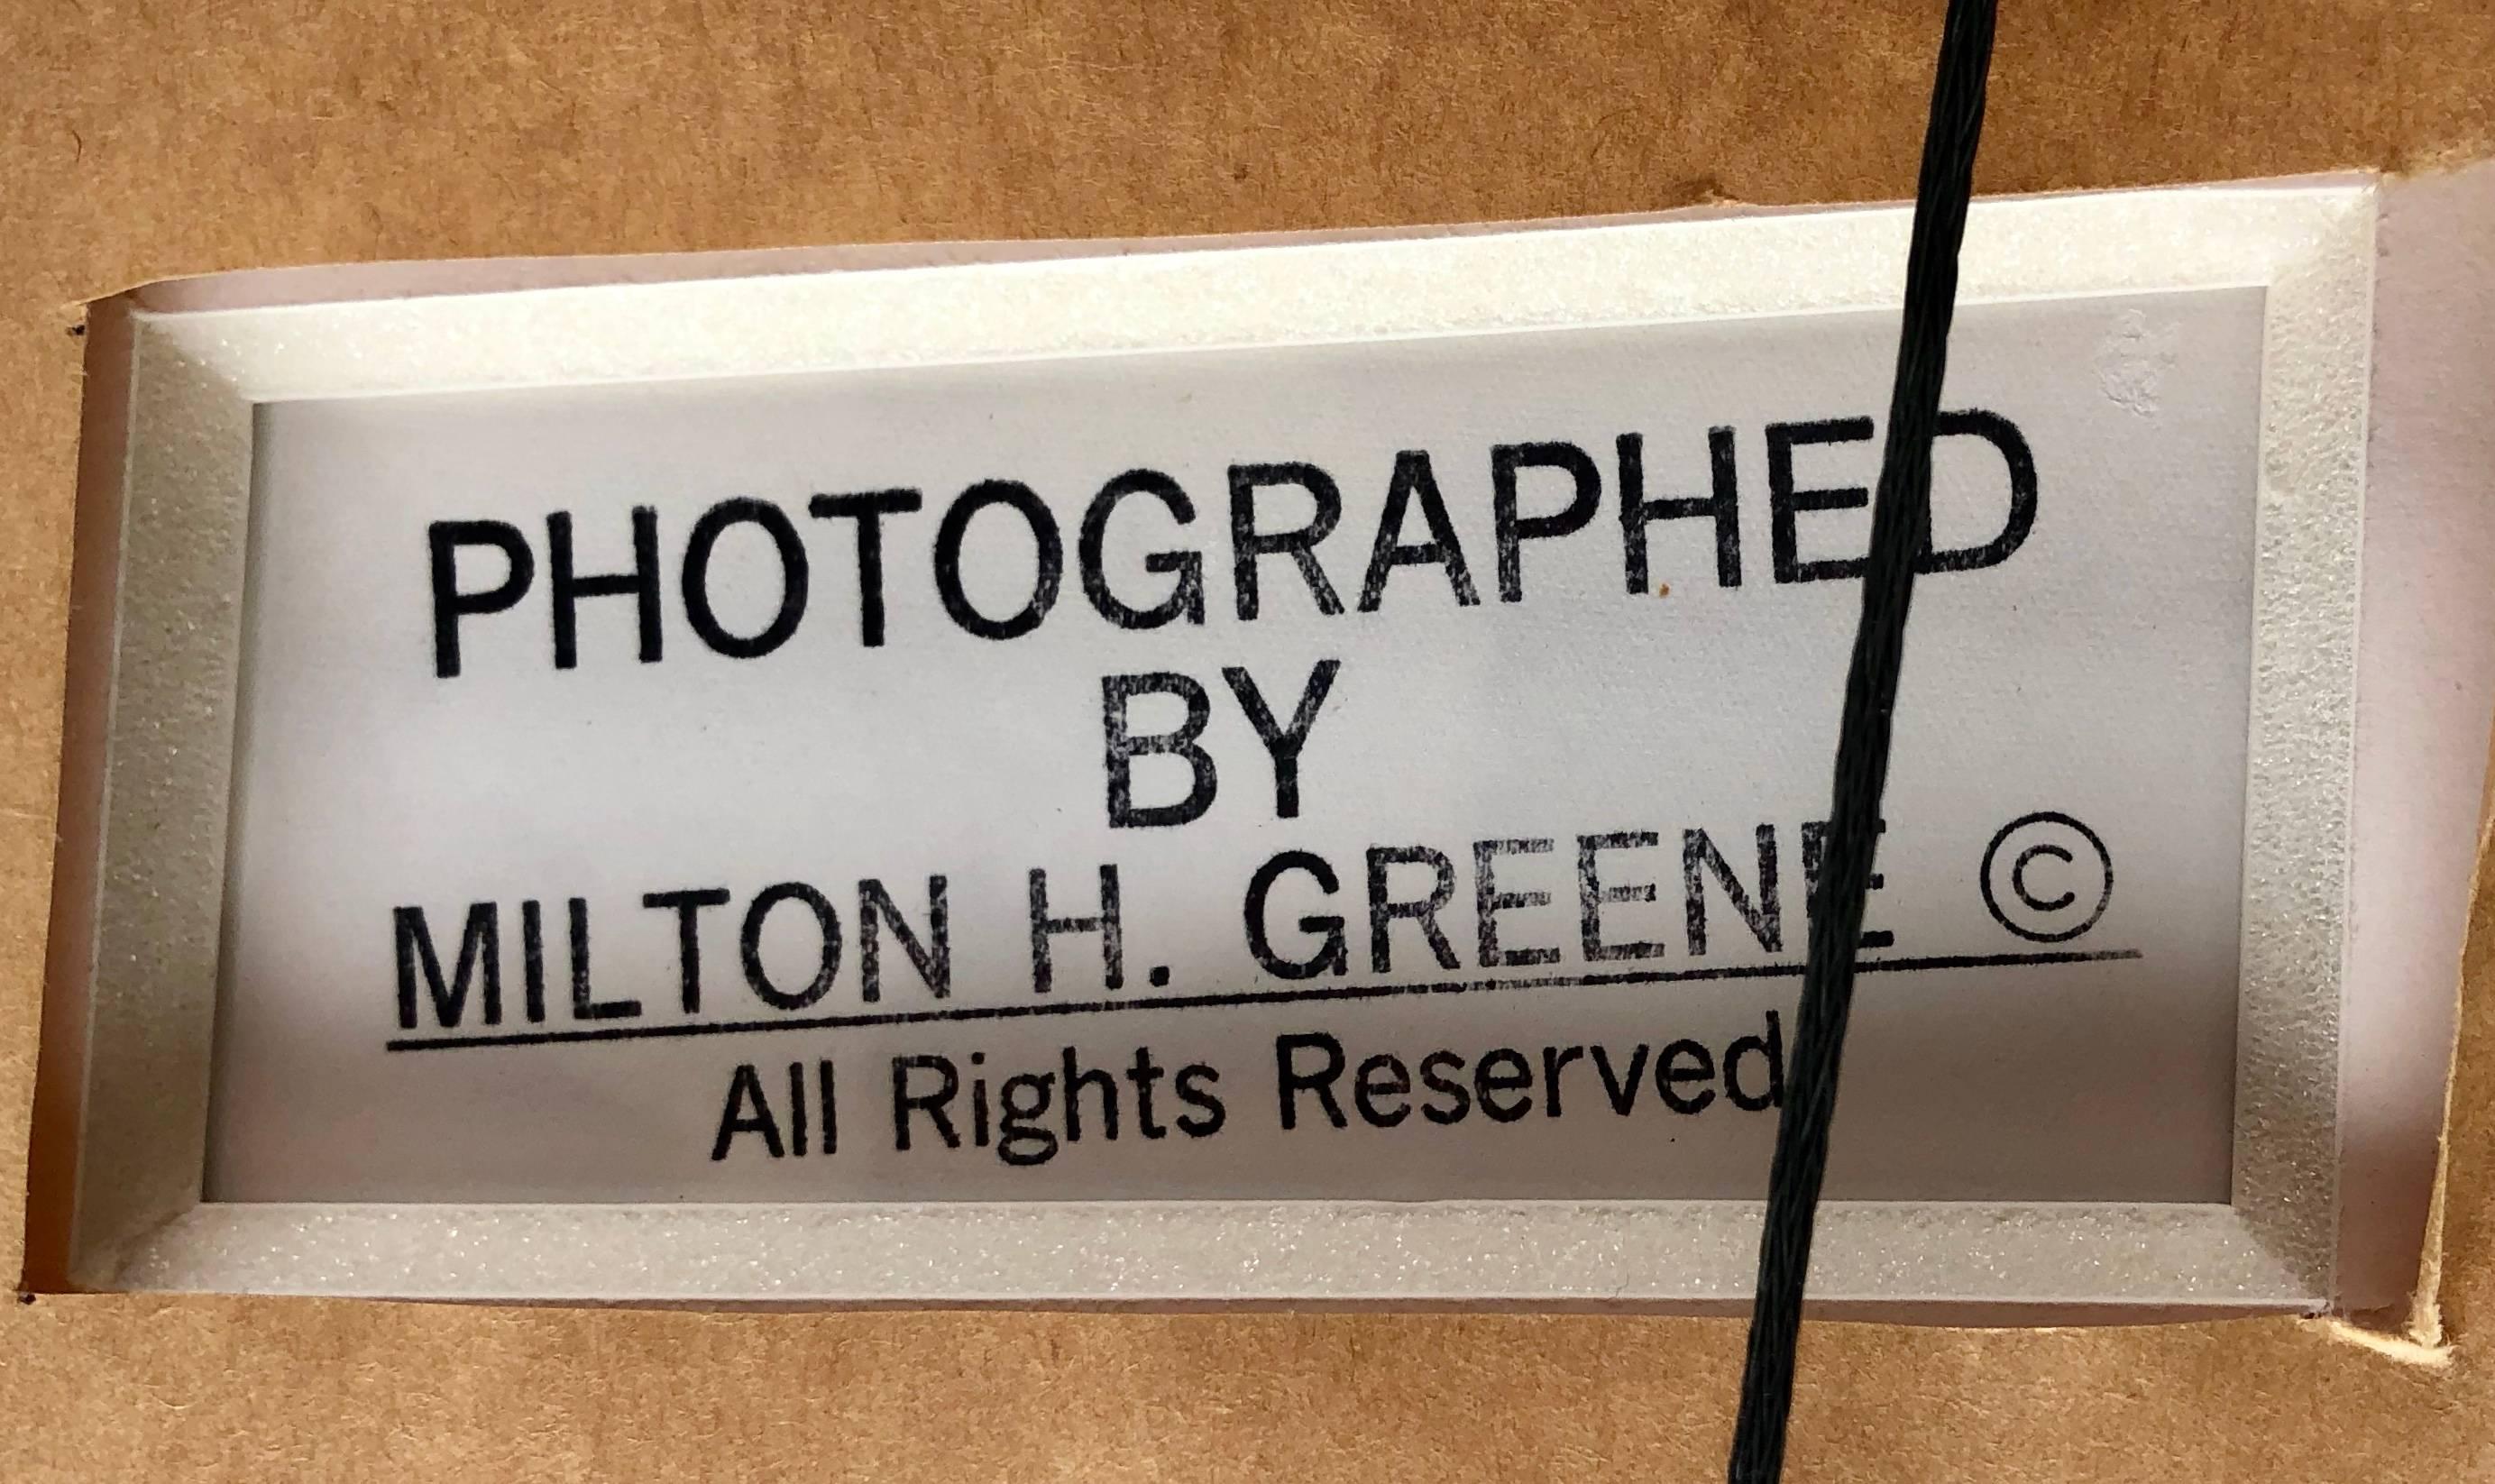 PHOTOGRAPHED
BY
MILTON H. GREENE ©
All Rights Reserved